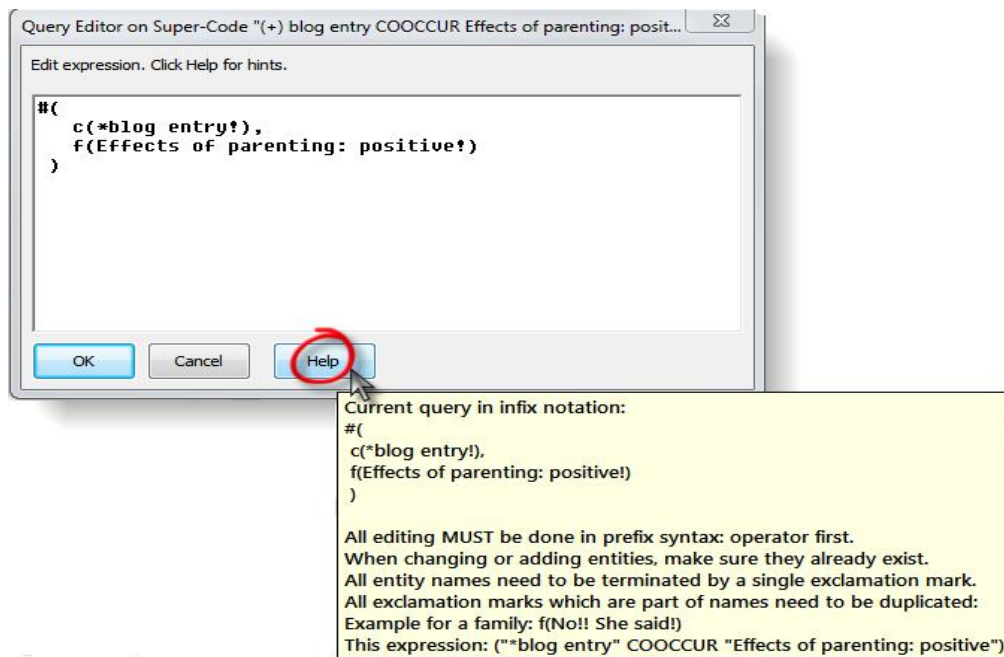 Query Editor on Super-Code "(+) blog entry COOCCUR Effects of parenting: posit...
Edit expression. Click Help for hints.
#(
c(*blog entry!),
f(Effects of parenting: positive!)
)
OK
Cancel
Help
Current query in infix notation:
#(
c(*blog entry!),
f(Effects of parenting: positive!)
)
All editing MUST be done in prefix syntax: operator first.
When changing or adding entities, make sure they already exist.
All entity names need to be terminated by a single exclamation mark.
All exclamation marks which are part of names need to be duplicated:
Example for a family: f(No!! She said!)
This expression: ("*blog entry" COOCCUR "Effects of parenting: positive")